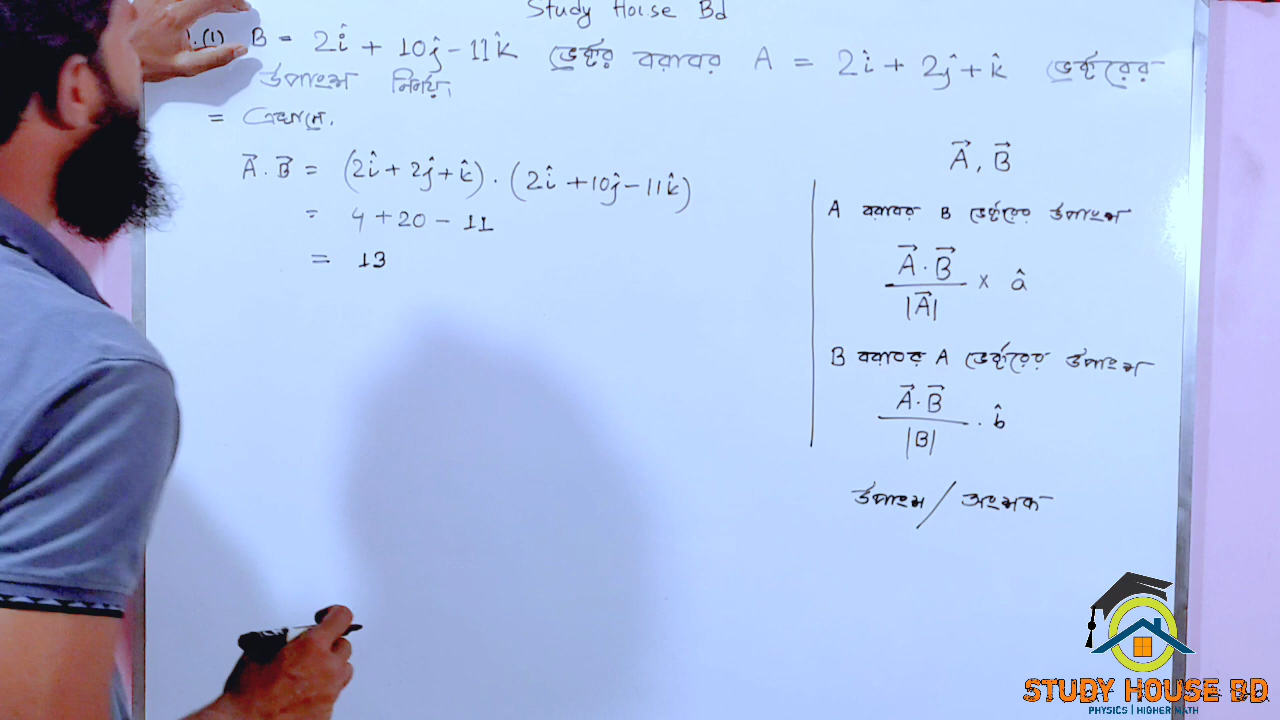 Study House Bd
১.(1) B = 2î + 10ĵ - 11k̂ ভেক্টর বরাবর A = 2î + 2ĵ + k̂ ভেক্টরের
উপাংশ নির্ণয়।
= এখানে,
A⃗ . B⃗ = (2î + 2ĵ + k̂) . (2î + 10ĵ - 11k̂)
= 4 + 20 - 11
= 13
A⃗, B⃗
A বরাবর B ভেক্টরের উপাংশ
A⃗ . B⃗
|A⃗| × â
B বরাবর A ভেক্টরের উপাংশ
A⃗ . B⃗
|B| . b̂
উপাংশ / অংশক
STUDY HOUSE BD
PHYSICS | HIGHER MATH